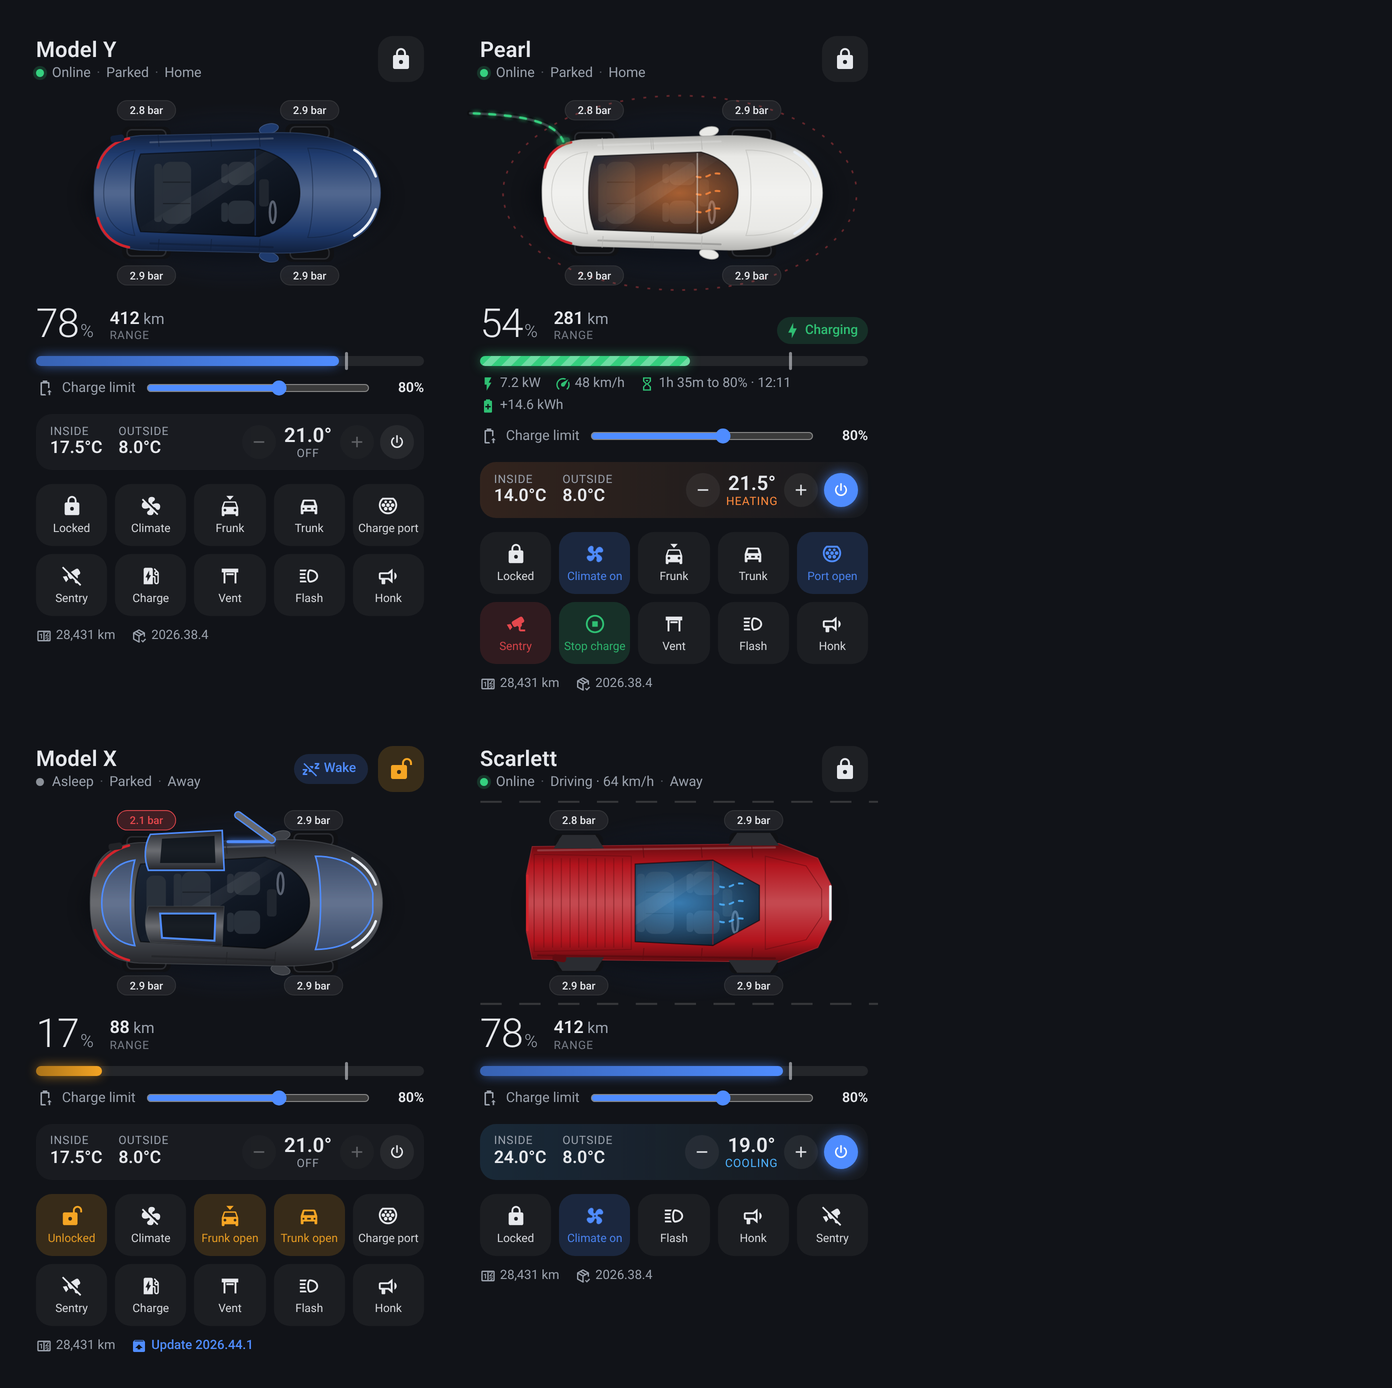 Model Y
Online · Parked · Home
2.8 bar 2.9 bar
2.9 bar 2.9 bar
78% 412 km
RANGE
Charge limit 80%
INSIDE OUTSIDE
17.5°C 8.0°C − 21.0° +
OFF
Locked Climate Frunk Trunk Charge port
Sentry Charge Vent Flash Honk
28,431 km 2026.38.4
Pearl
Online · Parked · Home
2.8 bar 2.9 bar
2.9 bar 2.9 bar
54% 281 km
RANGE
Charging
7.2 kW 48 km/h 1h 35m to 80% · 12:11
+14.6 kWh
Charge limit 80%
INSIDE OUTSIDE
14.0°C 8.0°C − 21.5° +
HEATING
Locked Climate on Frunk Trunk Port open
Sentry Stop charge Vent Flash Honk
28,431 km 2026.38.4
Model X
Asleep · Parked · Away
Wake
2.1 bar 2.9 bar
2.9 bar 2.9 bar
17% 88 km
RANGE
Charge limit 80%
INSIDE OUTSIDE
17.5°C 8.0°C − 21.0° +
OFF
Unlocked Climate Frunk open Trunk open Charge port
Sentry Charge Vent Flash Honk
28,431 km Update 2026.44.1
Scarlett
Online · Driving · 64 km/h · Away
2.8 bar 2.9 bar
2.9 bar 2.9 bar
78% 412 km
RANGE
Charge limit 80%
INSIDE OUTSIDE
24.0°C 8.0°C − 19.0° +
COOLING
Locked Climate on Flash Honk Sentry
28,431 km 2026.38.4